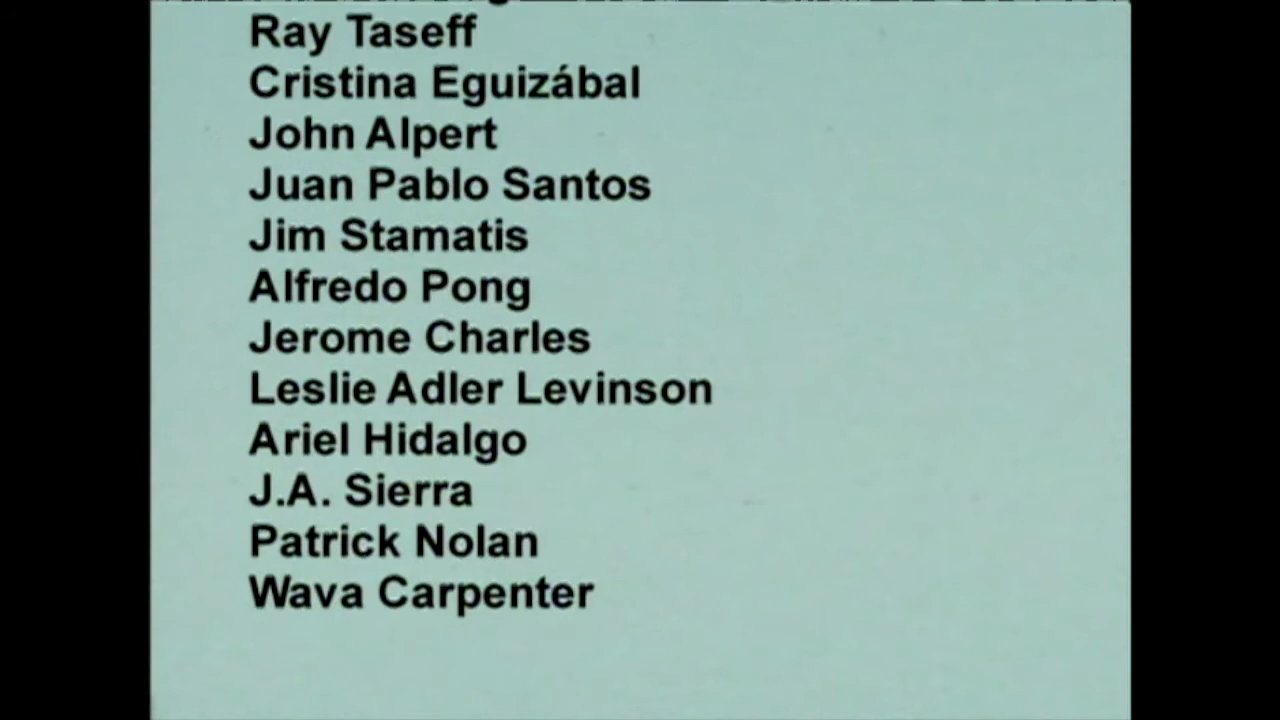 Ray Taseff
Cristina Eguizábal
John Alpert
Juan Pablo Santos
Jim Stamatis
Alfredo Pong
Jerome Charles
Leslie Adler Levinson
Ariel Hidalgo
J.A. Sierra
Patrick Nolan
Wava Carpenter